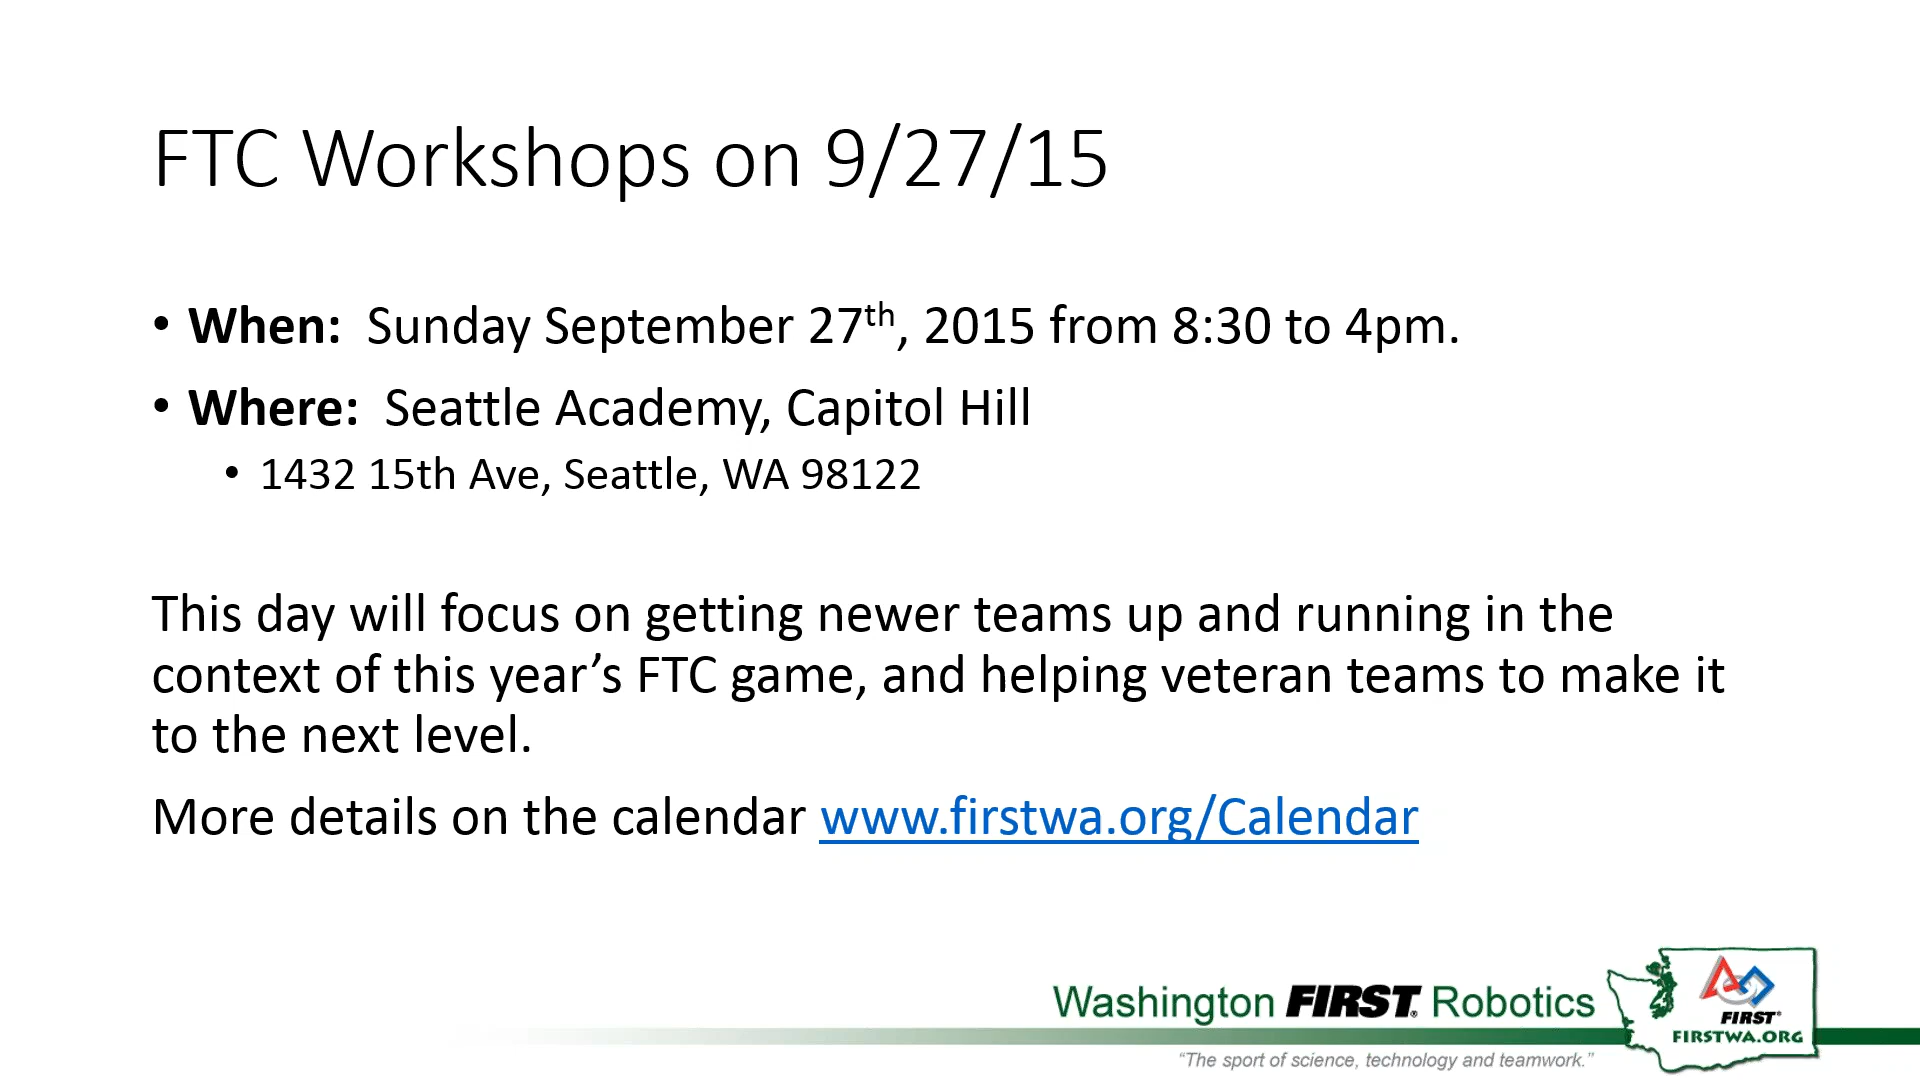 FTC Workshops on 9/27/15
• When:  Sunday September 27th, 2015 from 8:30 to 4pm.
• Where:  Seattle Academy, Capitol Hill
• 1432 15th Ave, Seattle, WA 98122
This day will focus on getting newer teams up and running in the
context of this year’s FTC game, and helping veteran teams to make it
to the next level.
More details on the calendar www.firstwa.org/Calendar
Washington FIRST® Robotics
FIRST®
FIRSTWA.ORG
“The sport of science, technology and teamwork.”